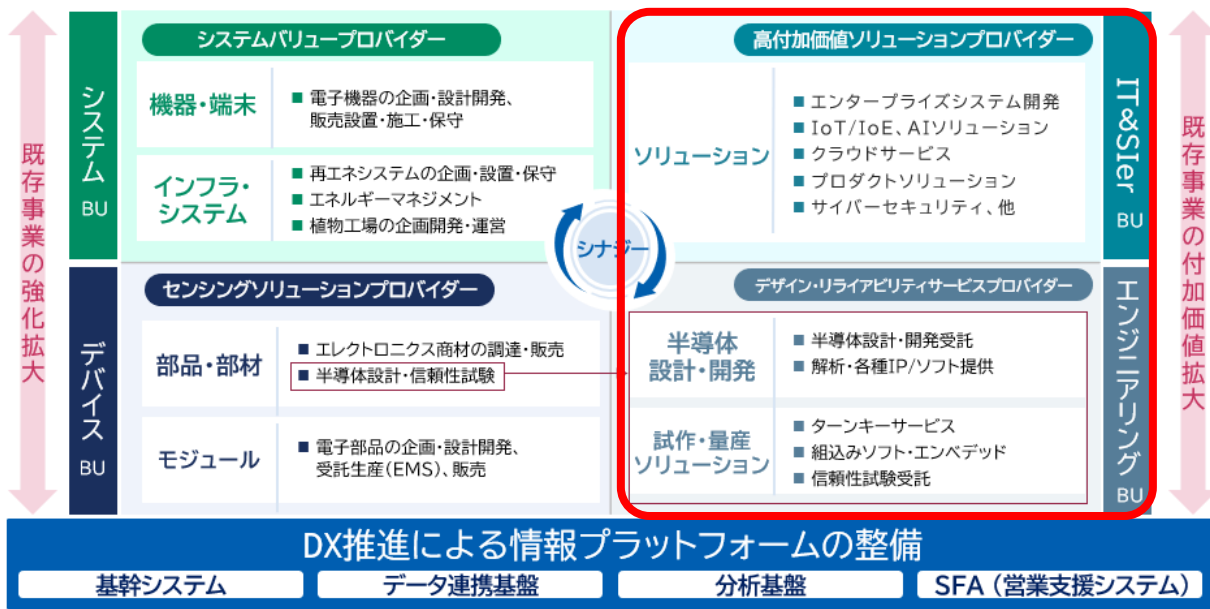 既存事業の強化拡大
システム
BU
システムバリュープロバイダー
機器・端末
■ 電子機器の企画・設計開発、
販売設置・施工・保守
インフラ・
システム
■ 再エネシステムの企画・設置・保守
■ エネルギーマネジメント
■ 植物工場の企画開発・運営
高付加価値ソリューションプロバイダー
ソリューション
■ エンタープライズシステム開発
■ IoT/IoE、AIソリューション
■ クラウドサービス
■ プロダクトソリューション
■ サイバーセキュリティ、他
IT&SIer
BU
シナジー
デバイス
BU
センシングソリューションプロバイダー
部品・部材
■ エレクトロニクス商材の調達・販売
■ 半導体設計・信頼性試験
モジュール
■ 電子部品の企画・設計開発、
受託生産(EMS)、販売
デザイン・リライアビリティサービスプロバイダー
半導体
設計・開発
■ 半導体設計・開発受託
■ 解析・各種IP/ソフト提供
試作・量産
ソリューション
■ ターンキーサービス
■ 組込みソフト・エンベデッド
■ 信頼性試験受託
エンジニアリング
BU
既存事業の付加価値拡大
DX推進による情報プラットフォームの整備
基幹システム
データ連携基盤
分析基盤
SFA（営業支援システム）